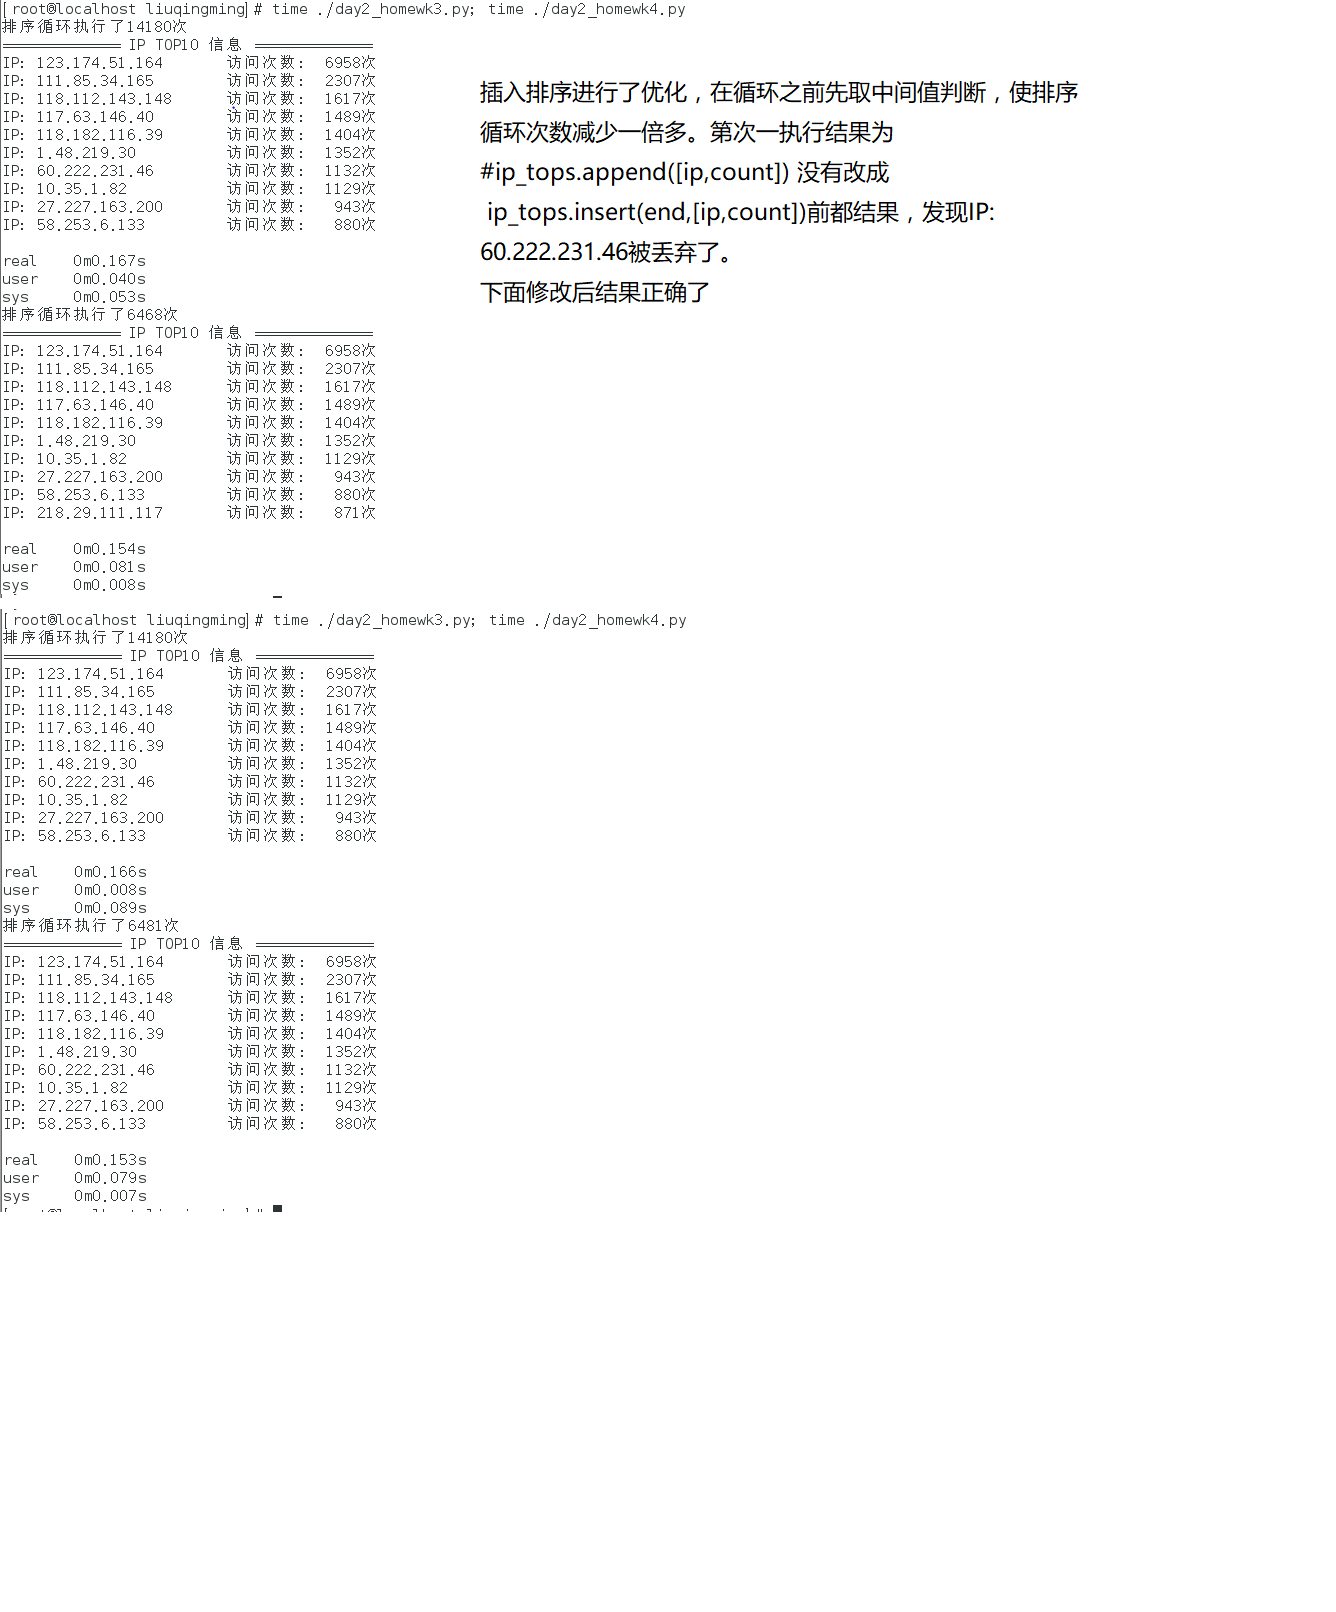 [root@localhost liuqingming]# time ./day2_homewk3.py; time ./day2_homewk4.py
排序循环执行了14180次
============== IP TOP10 信息 ==============
IP: 123.174.51.164 访问次数: 6958次
IP: 111.85.34.165 访问次数: 2307次
IP: 118.112.143.148 访问次数: 1617次
IP: 117.63.146.40 访问次数: 1489次
IP: 118.182.116.39 访问次数: 1404次
IP: 1.48.219.30 访问次数: 1352次
IP: 60.222.231.46 访问次数: 1132次
IP: 10.35.1.82 访问次数: 1129次
IP: 27.227.163.200 访问次数: 943次
IP: 58.253.6.133 访问次数: 880次
real 0m0.167s
user 0m0.040s
sys 0m0.053s
排序循环执行了6468次
============== IP TOP10 信息 ==============
IP: 123.174.51.164 访问次数: 6958次
IP: 111.85.34.165 访问次数: 2307次
IP: 118.112.143.148 访问次数: 1617次
IP: 117.63.146.40 访问次数: 1489次
IP: 118.182.116.39 访问次数: 1404次
IP: 1.48.219.30 访问次数: 1352次
IP: 10.35.1.82 访问次数: 1129次
IP: 27.227.163.200 访问次数: 943次
IP: 58.253.6.133 访问次数: 880次
IP: 218.29.111.117 访问次数: 871次
real 0m0.154s
user 0m0.081s
sys 0m0.008s
插入排序进行了优化，在循环之前先取中间值判断，使排序
循环次数减少一倍多。第次一执行结果为
#ip_tops.append([ip,count]) 没有改成
ip_tops.insert(end,[ip,count])前都结果，发现IP:
60.222.231.46被丢弃了。
下面修改后结果正确了
[root@localhost liuqingming]# time ./day2_homewk3.py; time ./day2_homewk4.py
排序循环执行了14180次
============== IP TOP10 信息 ==============
IP: 123.174.51.164 访问次数: 6958次
IP: 111.85.34.165 访问次数: 2307次
IP: 118.112.143.148 访问次数: 1617次
IP: 117.63.146.40 访问次数: 1489次
IP: 118.182.116.39 访问次数: 1404次
IP: 1.48.219.30 访问次数: 1352次
IP: 60.222.231.46 访问次数: 1132次
IP: 10.35.1.82 访问次数: 1129次
IP: 27.227.163.200 访问次数: 943次
IP: 58.253.6.133 访问次数: 880次
real 0m0.166s
user 0m0.008s
sys 0m0.089s
排序循环执行了6481次
============== IP TOP10 信息 ==============
IP: 123.174.51.164 访问次数: 6958次
IP: 111.85.34.165 访问次数: 2307次
IP: 118.112.143.148 访问次数: 1617次
IP: 117.63.146.40 访问次数: 1489次
IP: 118.182.116.39 访问次数: 1404次
IP: 1.48.219.30 访问次数: 1352次
IP: 60.222.231.46 访问次数: 1132次
IP: 10.35.1.82 访问次数: 1129次
IP: 27.227.163.200 访问次数: 943次
IP: 58.253.6.133 访问次数: 880次
real 0m0.153s
user 0m0.079s
sys 0m0.007s